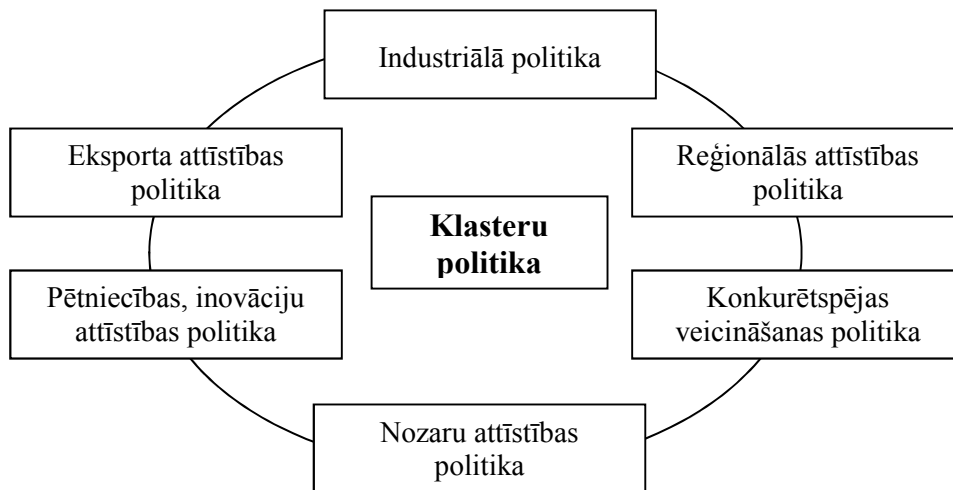 Industriālā politika
Eksporta attīstības
politika
Reģionālās attīstības
politika
Klasteru
politika
Pētniecības, inovāciju
attīstības politika
Konkurētspējas
veicināšanas politika
Nozaru attīstības
politika